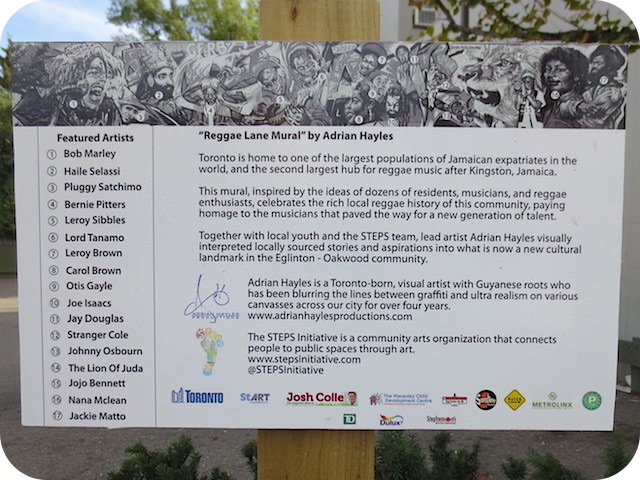 Featured Artists
1 Bob Marley
2 Haile Selassi
3 Pluggy Satchimo
4 Bernie Pitters
5 Leroy Sibbles
6 Lord Tanamo
7 Leroy Brown
8 Carol Brown
9 Otis Gayle
10 Joe Isaacs
11 Jay Douglas
12 Stranger Cole
13 Johnny Osbourn
14 The Lion Of Juda
15 Jojo Bennett
16 Nana Mclean
17 Jackie Matto
“Reggae Lane Mural” by Adrian Hayles
Toronto is home to one of the largest populations of Jamaican expatriates in the
world, and the second largest hub for reggae music after Kingston, Jamaica.
This mural, inspired by the ideas of dozens of residents, musicians, and reggae
enthusiasts, celebrates the rich local reggae history of this community, paying
homage to the musicians that paved the way for a new generation of talent.
Together with local youth and the STEPS team, lead artist Adrian Hayles visually
interpreted locally sourced stories and aspirations into what is now a new cultural
landmark in the Eglinton - Oakwood community.
Adrian Hayles is a Toronto-born, visual artist with Guyanese roots who
has been blurring the lines between graffiti and ultra realism on various
canvasses across our city for over four years.
www.adrianhaylesproductions.com
The STEPS Initiative is a community arts organization that connects
people to public spaces through art.
www.stepsinitiative.com
@STEPSInitiative
TORONTO
StART
Josh Colle
The Macaulay Child
Development Centre
METROLINX
P
TD
Dulux
Stephenson's